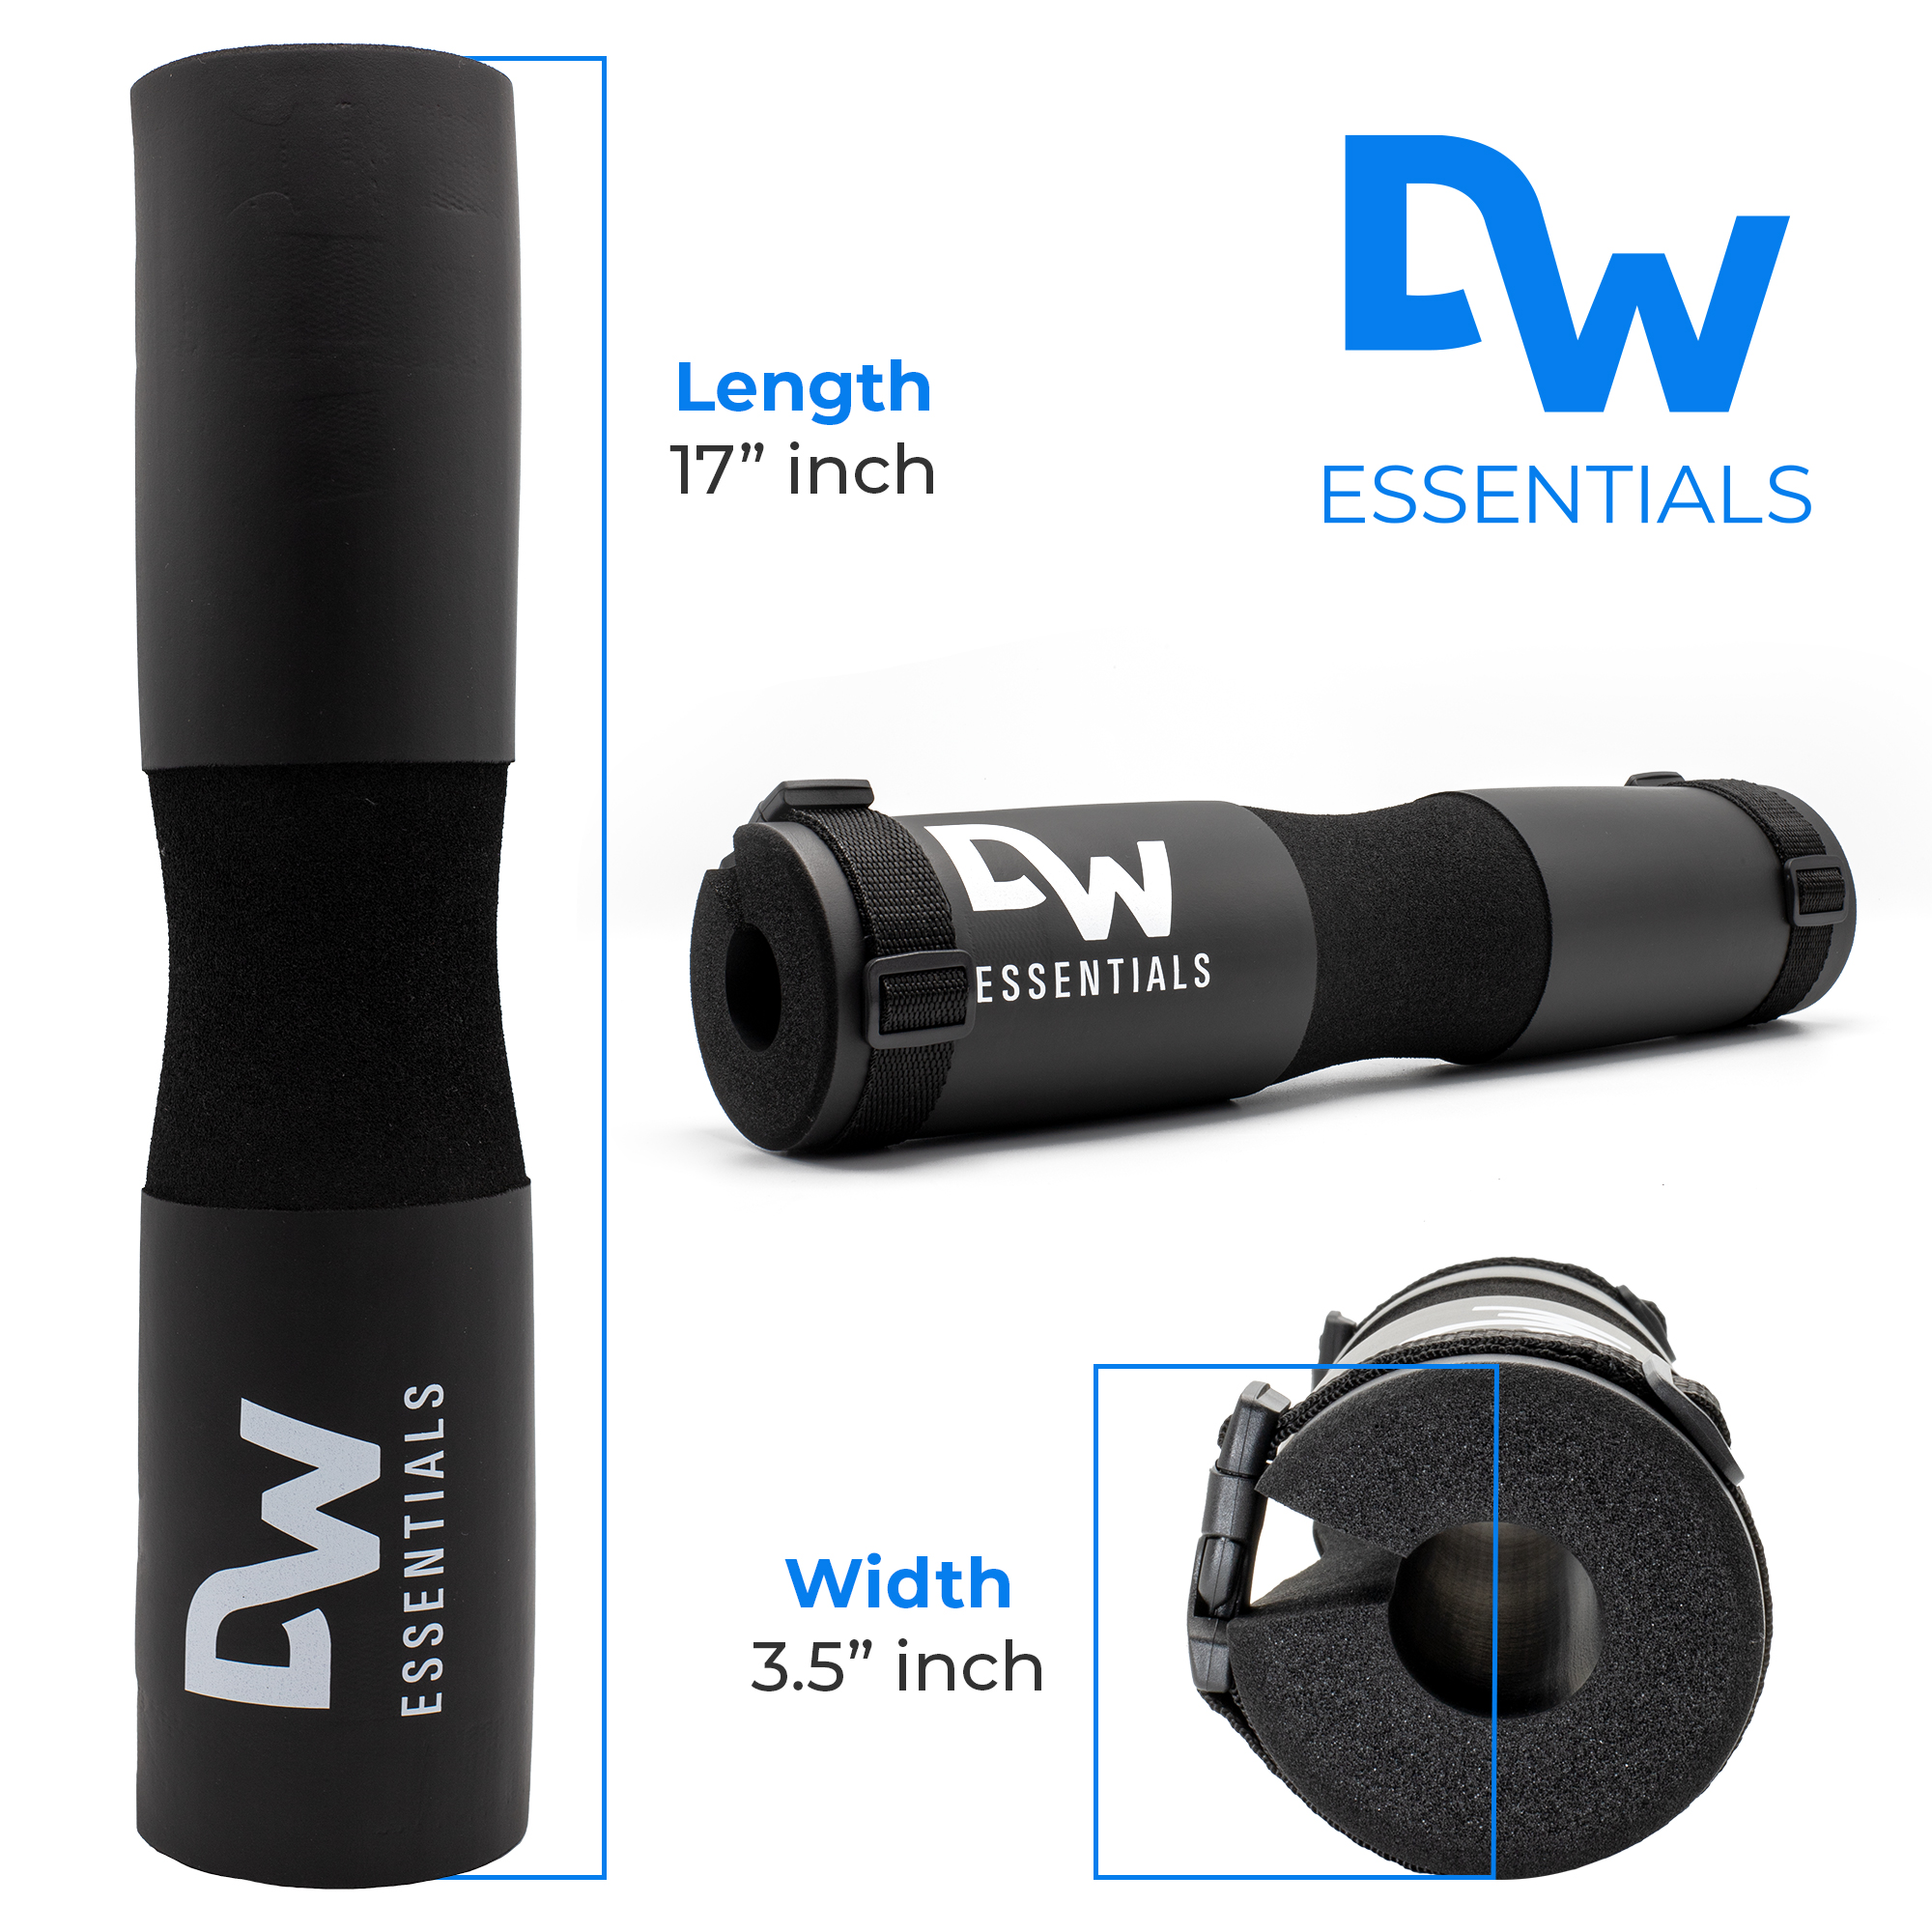 Length
17” inch
DW
ESSENTIALS
DW
ESSENTIALS
DW
ESSENTIALS
Width
3.5” inch